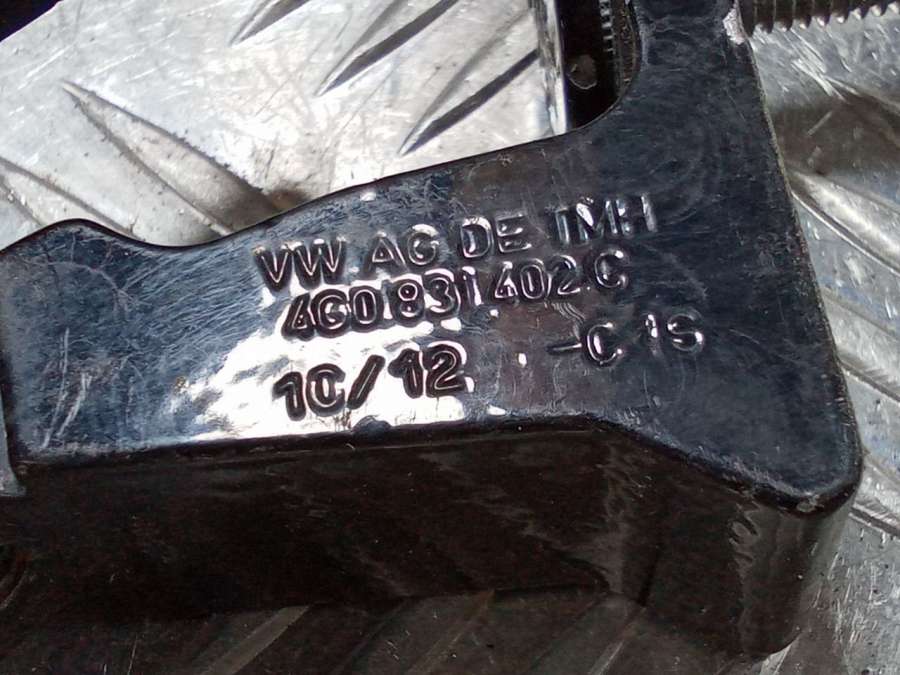 VW AG DE TMH
4G0 831 402 C
10/12 -C 1S